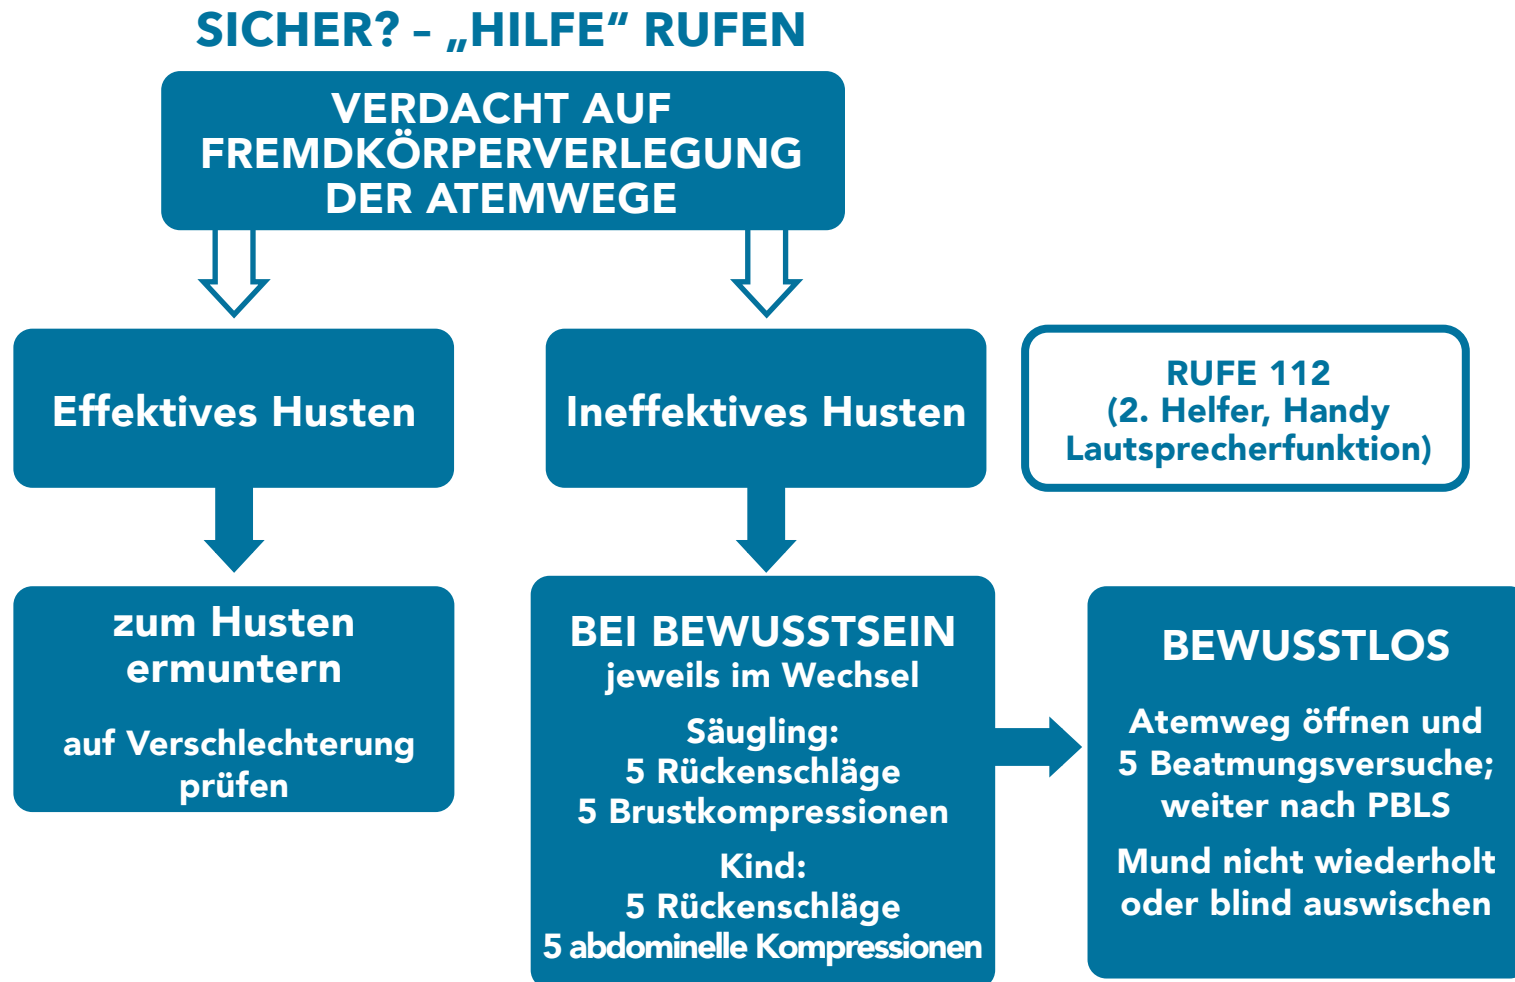 SICHER? – „HILFE“ RUFEN
VERDACHT AUF
FREMDKÖRPERVERLEGUNG
DER ATEMWEGE
Effektives Husten
Ineffektives Husten
RUFE 112
(2. Helfer, Handy
Lautsprecherfunktion)
zum Husten
ermuntern
auf Verschlechterung
prüfen
BEI BEWUSSTSEIN
jeweils im Wechsel
Säugling:
5 Rückenschläge
5 Brustkompressionen
Kind:
5 Rückenschläge
5 abdominelle Kompressionen
BEWUSSTLOS
Atemweg öffnen und
5 Beatmungsversuche;
weiter nach PBLS
Mund nicht wiederholt
oder blind auswischen